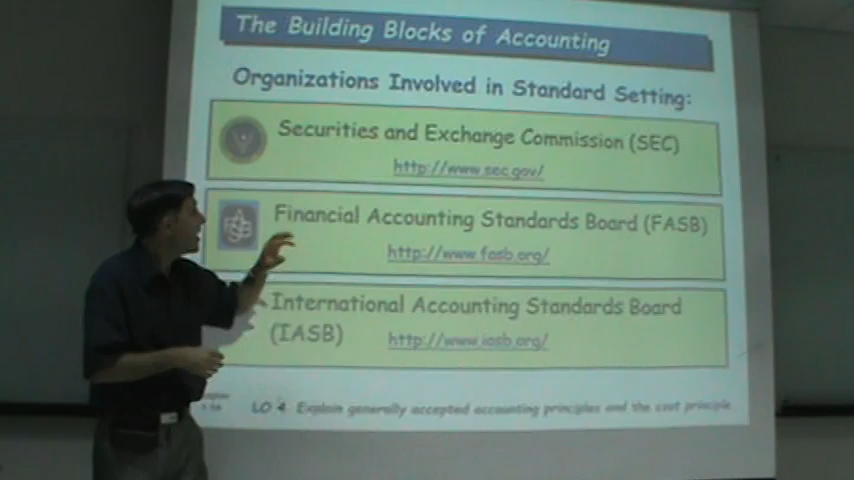 The Building Blocks of Accounting
Organizations Involved in Standard Setting:
Securities and Exchange Commission (SEC)
http://www.sec.gov/
Financial Accounting Standards Board (FASB)
http://www.fasb.org/
International Accounting Standards Board
(IASB) http://www.iasb.org/
LO 4 Explain generally accepted accounting principles and the cost principle